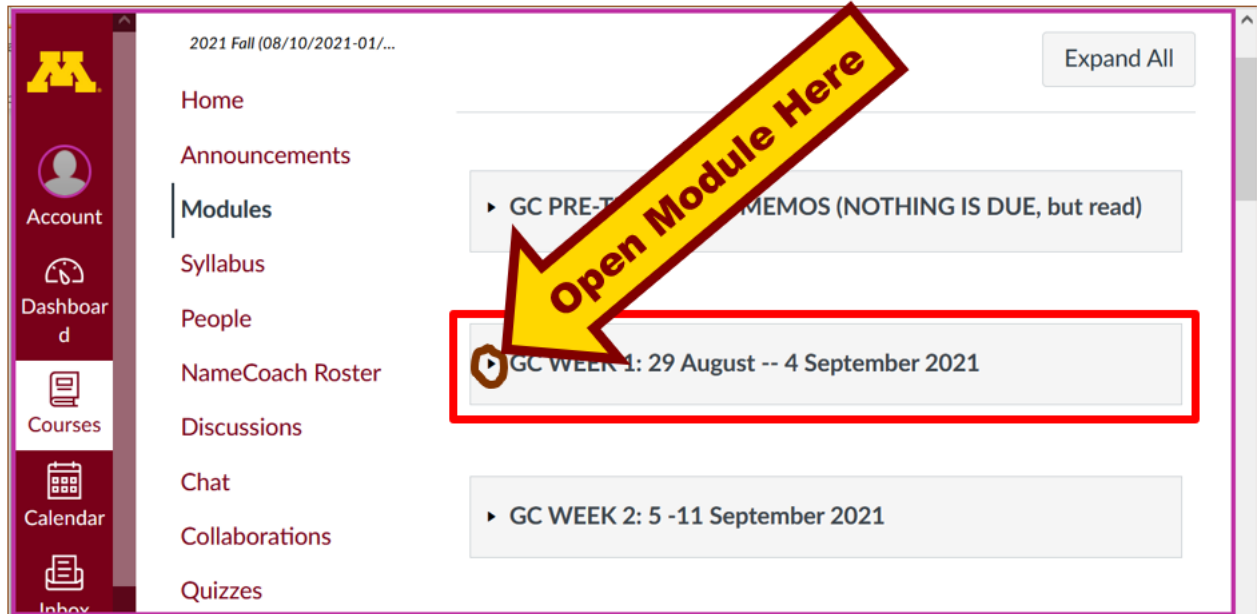 M
Account
Dashboar
d
Courses
Calendar
Inbox
2021 Fall (08/10/2021-01/...
Home
Announcements
Modules
Syllabus
People
NameCoach Roster
Discussions
Chat
Collaborations
Quizzes
Expand All
Open Module Here
GC PRE-T MEMOS (NOTHING IS DUE, but read)
GC WEEK 1: 29 August -- 4 September 2021
GC WEEK 2: 5 -11 September 2021